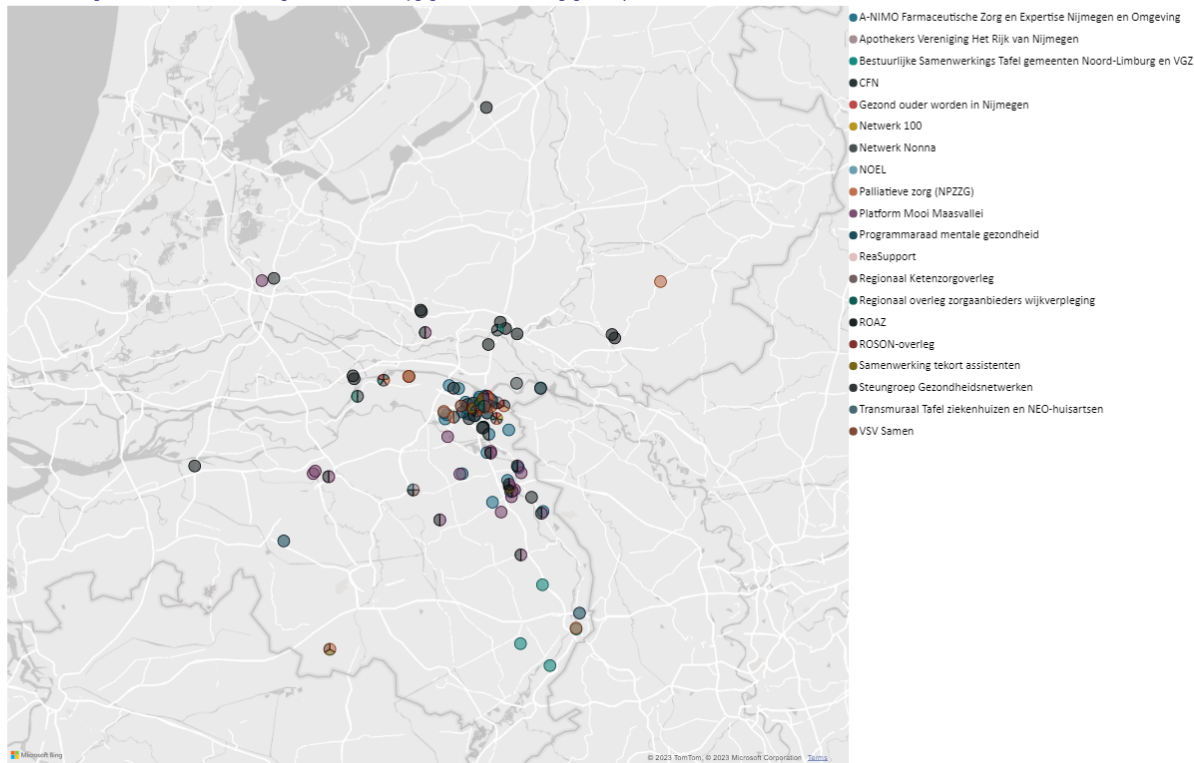 A-NIMO Farmaceutische Zorg en Expertise Nijmegen en Omgeving
Apothekers Vereniging Het Rijk van Nijmegen
Bestuurlijke Samenwerkings Tafel gemeenten Noord-Limburg en VGZ
CFN
Gezond ouder worden in Nijmegen
Netwerk 100
Netwerk Nonna
NOEL
Palliatieve zorg (NPZZG)
Platform Mooi Maasvallei
Programmaraad mentale gezondheid
ReaSupport
Regionaal Ketenzorgoverleg
Regionaal overleg zorgaanbieders wijkverpleging
ROAZ
ROSON-overleg
Samenwerking tekort assistenten
Steungroep Gezondheidsnetwerken
Transmuraal Tafel ziekenhuizen en NEO-huisartsen
VSV Samen
Microsoft Bing
© 2023 TomTom, © 2023 Microsoft Corporation Terms